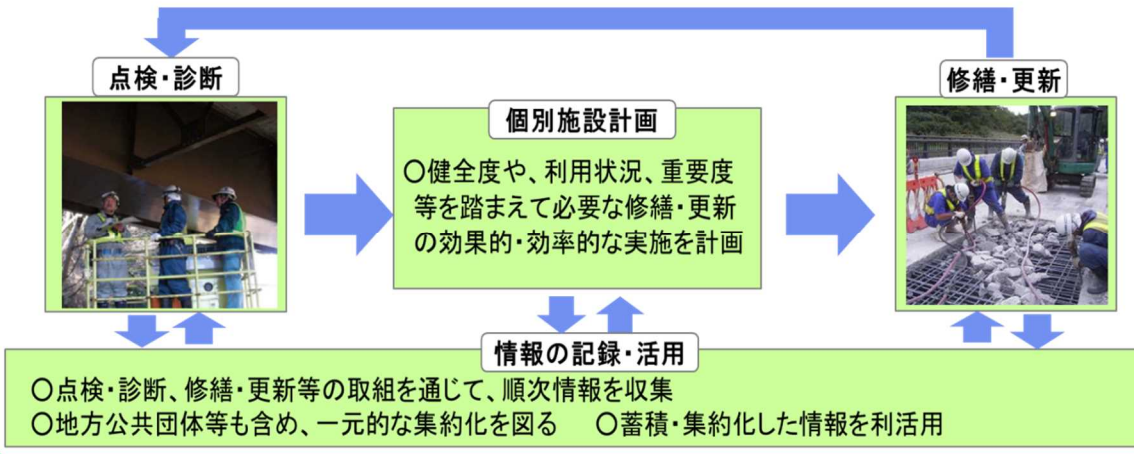 点検・診断
修繕・更新
個別施設計画
〇健全度や、利用状況、重要度
等を踏まえて必要な修繕・更新
の効果的・効率的な実施を計画
情報の記録・活用
〇点検・診断、修繕・更新等の取組を通じて、順次情報を収集
〇地方公共団体等も含め、一元的な集約化を図る　〇蓄積・集約化した情報を利活用